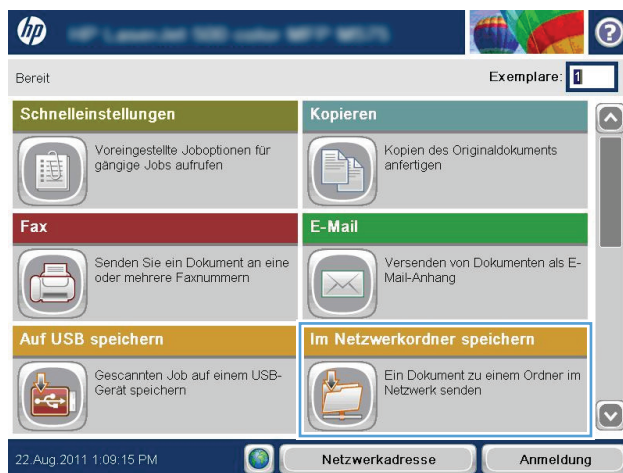 hp
Bereit
Exemplare: 1
Schnelleinstellungen
Voreingestellte Joboptionen für
gängige Jobs aufrufen
Kopieren
Kopien des Originaldokuments
anfertigen
Fax
Senden Sie ein Dokument an eine
oder mehrere Faxnummern
E-Mail
Versenden von Dokumenten als E-
Mail-Anhang
Auf USB speichern
Gescannten Job auf einem USB-
Gerät speichern
Im Netzwerkordner speichern
Ein Dokument zu einem Ordner im
Netzwerk senden
22.Aug.2011 1:09:15 PM
Netzwerkadresse
Anmeldung